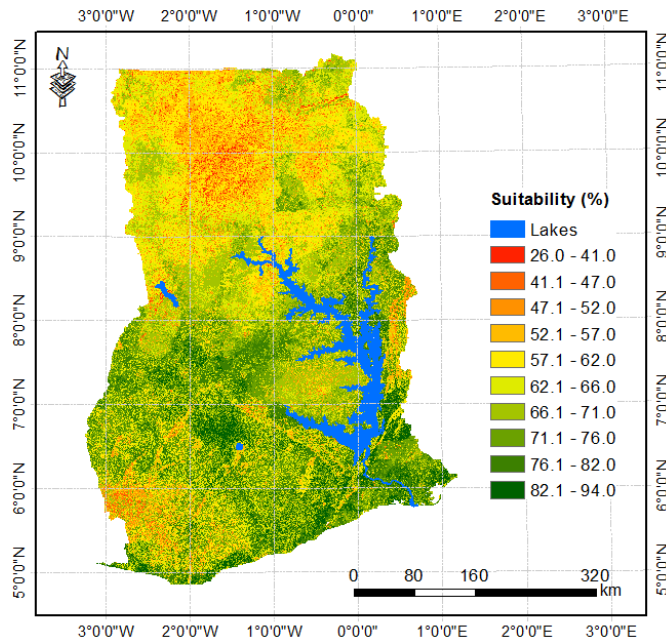 3°0'0"W 2°0'0"W 1°0'0"W 0°0'0" 1°0'0"E 2°0'0"E 3°0'0"E
N
11°0'0"N 11°0'0"N
10°0'0"N 10°0'0"N
9°0'0"N 9°0'0"N
8°0'0"N 8°0'0"N
7°0'0"N 7°0'0"N
6°0'0"N 6°0'0"N
5°0'0"N 5°0'0"N
Suitability (%)
Lakes
26.0 - 41.0
41.1 - 47.0
47.1 - 52.0
52.1 - 57.0
57.1 - 62.0
62.1 - 66.0
66.1 - 71.0
71.1 - 76.0
76.1 - 82.0
82.1 - 94.0
0 80 160 320
km
3°0'0"W 2°0'0"W 1°0'0"W 0°0'0" 1°0'0"E 2°0'0"E 3°0'0"E